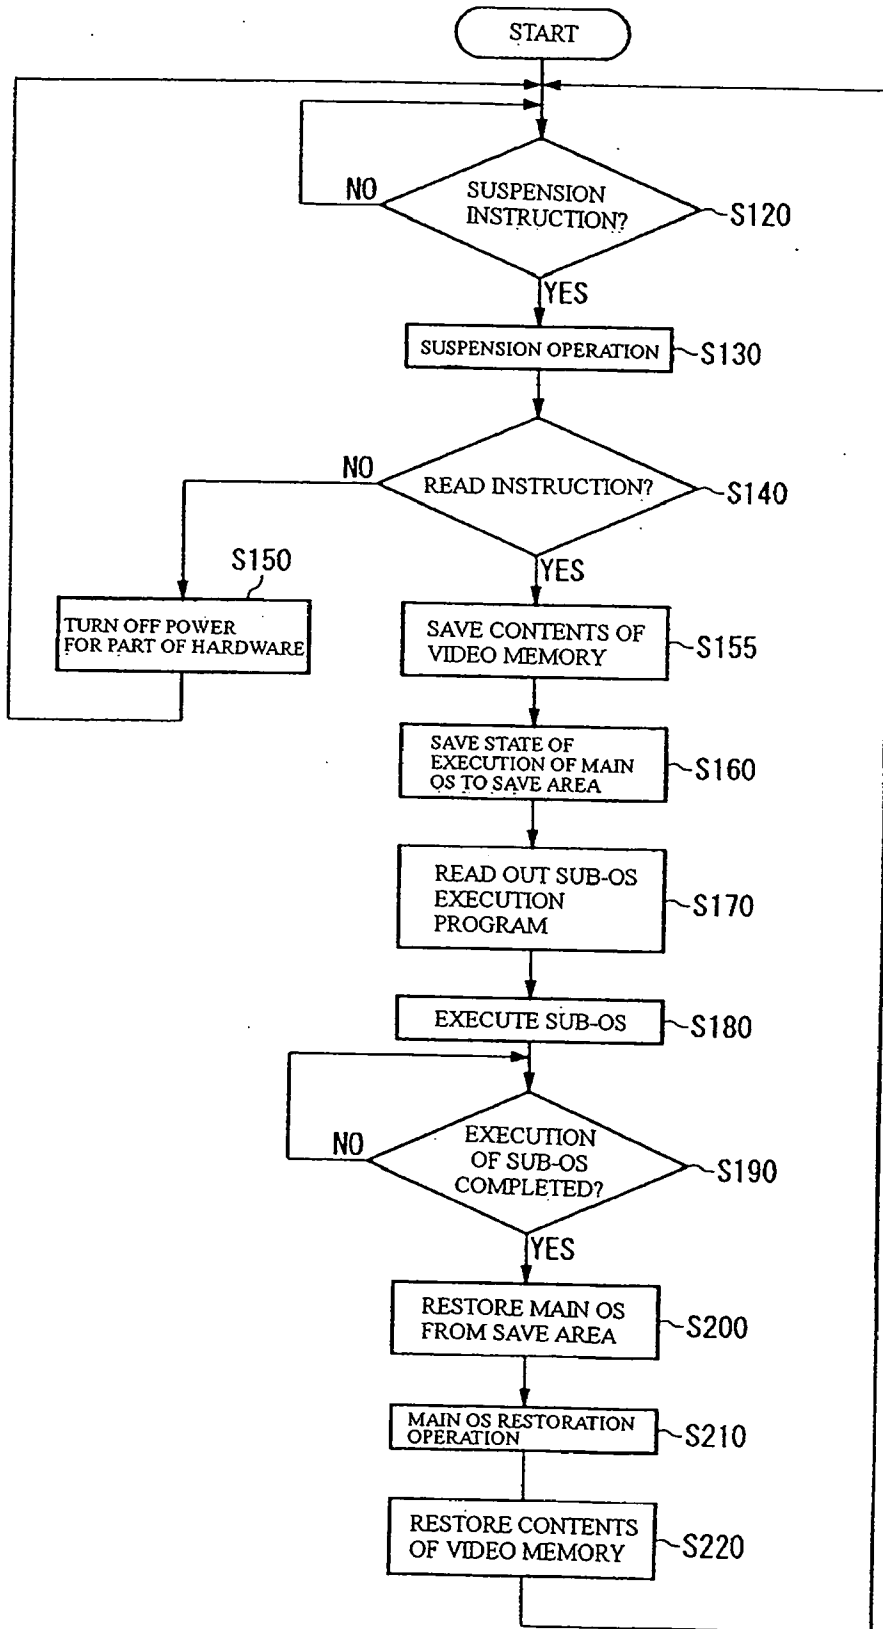 START
NO
SUSPENSION
INSTRUCTION?
S120
YES
SUSPENSION OPERATION
S130
NO
READ INSTRUCTION?
S140
S150
YES
TURN OFF POWER
FOR PART OF HARDWARE
SAVE CONTENTS OF
VIDEO MEMORY
S155
SAVE STATE OF
EXECUTION OF MAIN
OS TO SAVE AREA
S160
READ OUT SUB-OS
EXECUTION
PROGRAM
S170
EXECUTE SUB-OS
S180
NO
EXECUTION
OF SUB-OS
COMPLETED?
S190
YES
RESTORE MAIN OS
FROM SAVE AREA
S200
MAIN OS RESTORATION
OPERATION
S210
RESTORE CONTENTS
OF VIDEO MEMORY
S220